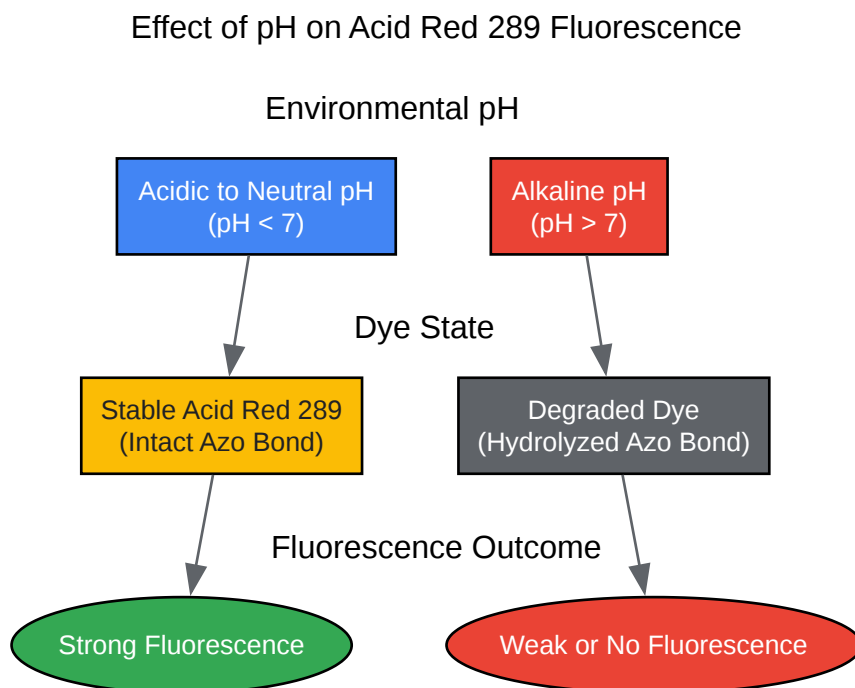 Effect of pH on Acid Red 289 Fluorescence
Environmental pH
Acidic to Neutral pH
(pH < 7)
Alkaline pH
(pH > 7)
Dye State
Stable Acid Red 289
(Intact Azo Bond)
Degraded Dye
(Hydrolyzed Azo Bond)
Fluorescence Outcome
Strong Fluorescence
Weak or No Fluorescence